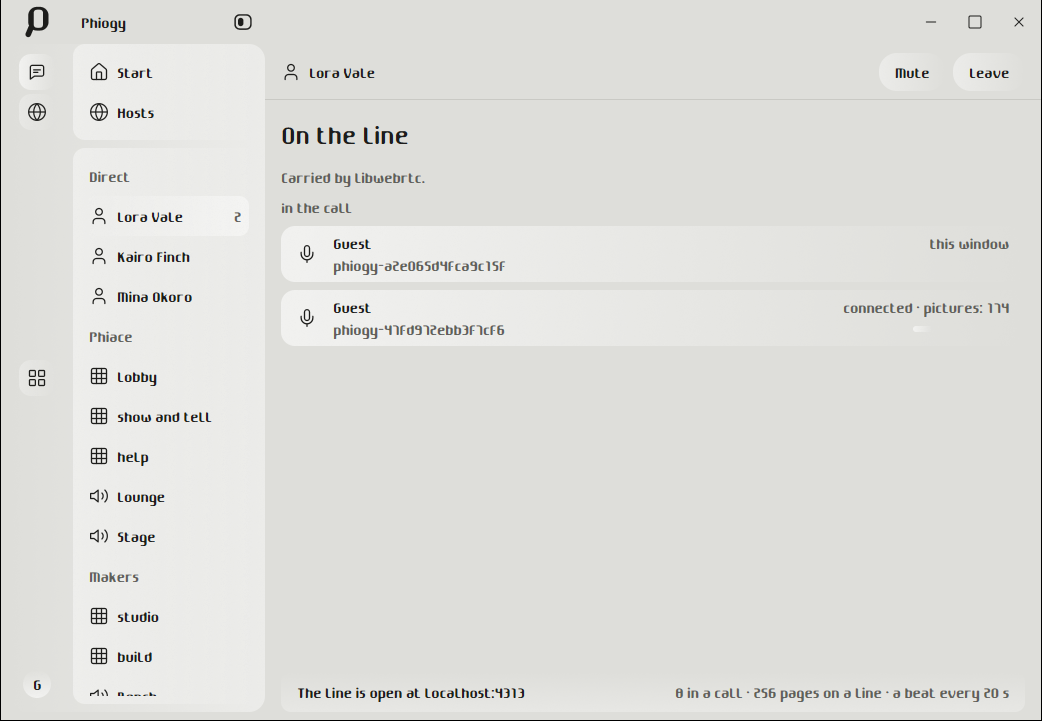 Phiogy
Start
Hosts
Direct
Lora Vale
2
Kairo Finch
Mina Okoro
Phiace
Lobby
show and tell
help
Lounge
Stage
Makers
studio
build
G
Lora Vale
Mute
Leave
On the line
Carried by libwebrtc.
in the call
Guest
this window
phiogy-a2e065d4fca9c15f
Guest
connected · pictures: 174
phiogy-47fd972ebb3f7cf6
The line is open at localhost:4313
0 in a call · 256 pages on a line · a beat every 20 s